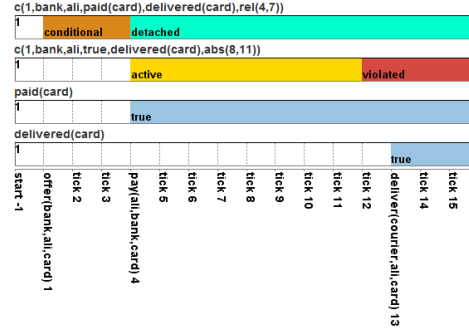 c(1,bank,ali,paid(card),delivered(card),rel(4,7))
1
conditional
detached
c(1,bank,ali,true,delivered(card),abs(8,11))
1
active
violated
paid(card)
1
true
delivered(card)
1
true
start -1
offer(bank,ali,card) 1
tick 2
tick 3
pay(ali,bank,card) 4
tick 5
tick 6
tick 7
tick 8
tick 9
tick 10
tick 11
tick 12
deliver(courier,ali,card) 13
tick 14
tick 15